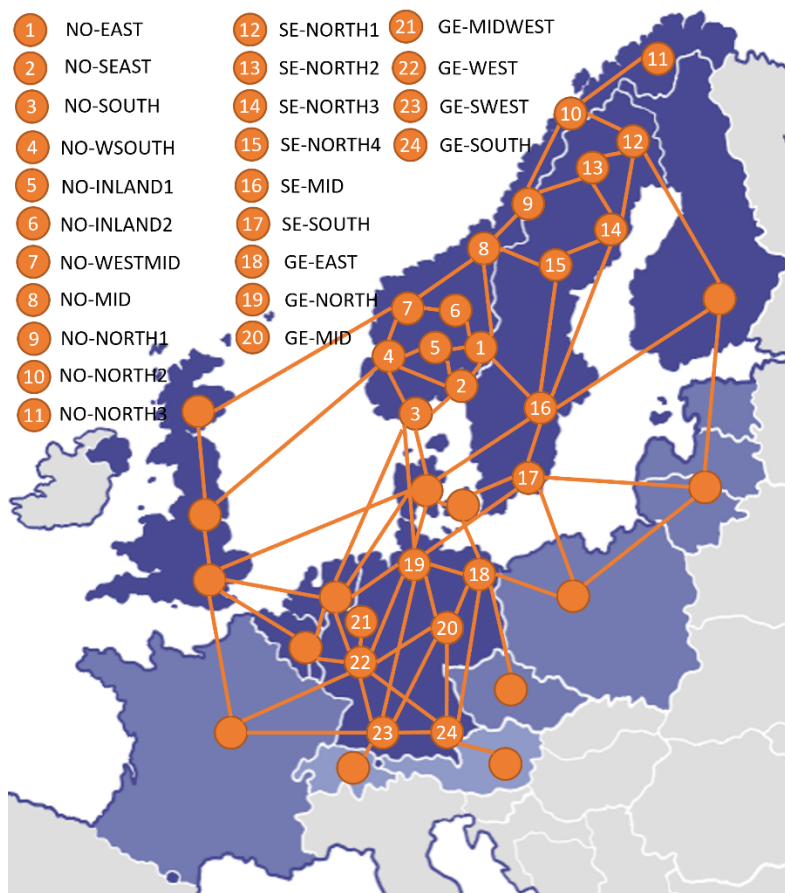 1 NO-EAST
2 NO-SEAST
3 NO-SOUTH
4 NO-WSOUTH
5 NO-INLAND1
6 NO-INLAND2
7 NO-WESTMID
8 NO-MID
9 NO-NORTH1
10 NO-NORTH2
11 NO-NORTH3
12 SE-NORTH1
13 SE-NORTH2
14 SE-NORTH3
15 SE-NORTH4
16 SE-MID
17 SE-SOUTH
18 GE-EAST
19 GE-NORTH
20 GE-MID
21 GE-MIDWEST
22 GE-WEST
23 GE-SWEST
24 GE-SOUTH
11
10
12
13
9
14
8
15
7
6
5
1
4
2
3
16
17
19
18
21
20
22
23
24